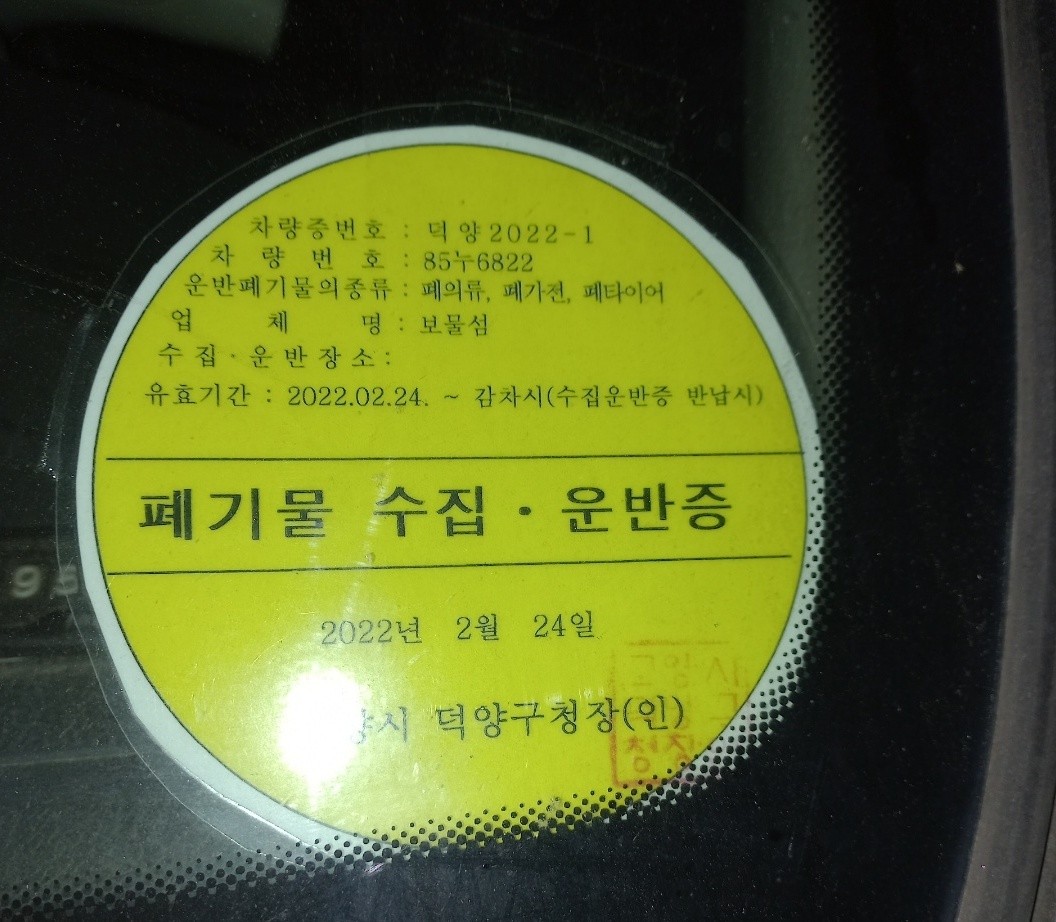 차량증번호 : 덕양2022-1
차 량 번 호 : 85누6822
운반폐기물의종류 : 폐의류, 폐가전, 폐타이어
업 체 명 : 보물섬
수 집 · 운 반 장 소 :
유효기간 : 2022.02.24. ~ 감차시(수집운반증 반납시)
폐기물 수집 · 운반증
2022년 2월 24일
덕양구청장(인)